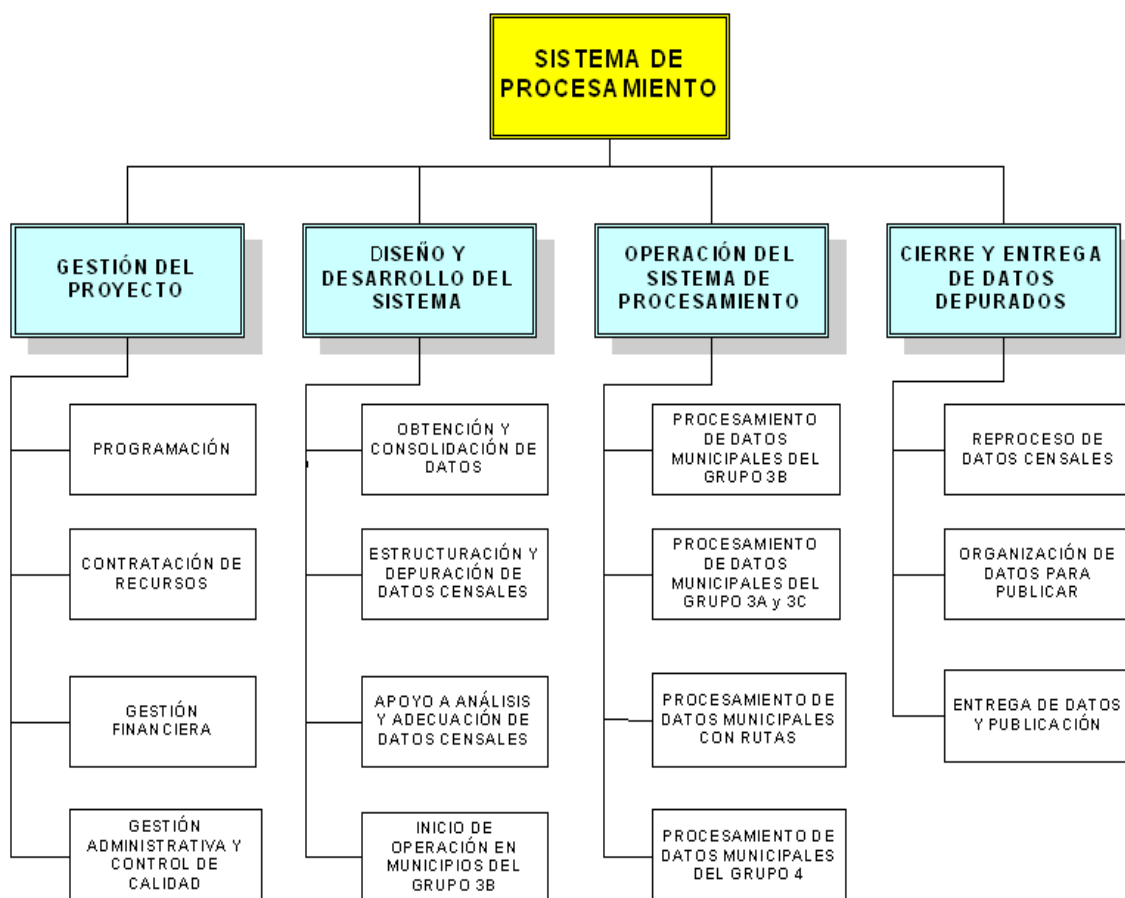 SISTEMA DE
PROCESAMIENTO
GESTIÓN DEL
PROYECTO
PROGRAMACIÓN
CONTRATACIÓN DE
RECURSOS
GESTIÓN
FINANCIERA
GESTIÓN
ADMINISTRATIVA Y
CONTROL DE
CALIDAD
DISEÑO Y
DESARROLLO DEL
SISTEMA
OBTENCIÓN Y
CONSOLIDACIÓN DE
DATOS
ESTRUCTURACIÓN Y
DEPURACIÓN DE
DATOS CENSALES
APOYO A ANÁLISIS
Y ADECUACIÓN DE
DATOS CENSALES
INICIO DE
OPERACIÓN EN
MUNICIPIOS DEL
GRUPO 3B
OPERACIÓN DEL
SISTEMA DE
PROCESAMIENTO
PROCESAMIENTO
DE DATOS
MUNICIPALES DEL
GRUPO 3B
PROCESAMIENTO
DE DATOS
MUNICIPALES DEL
GRUPO 3A y 3C
PROCESAMIENTO DE
DATOS MUNICIPALES
CON RUTAS
PROCESAMIENTO DE
DATOS MUNICIPALES
DEL GRUPO 4
CIERRE Y ENTREGA
DE DATOS
DEPURADOS
REPROCESO DE
DATOS CENSALES
ORGANIZACIÓN DE
DATOS PARA
PUBLICAR
ENTREGA DE DATOS
Y PUBLICACIÓN